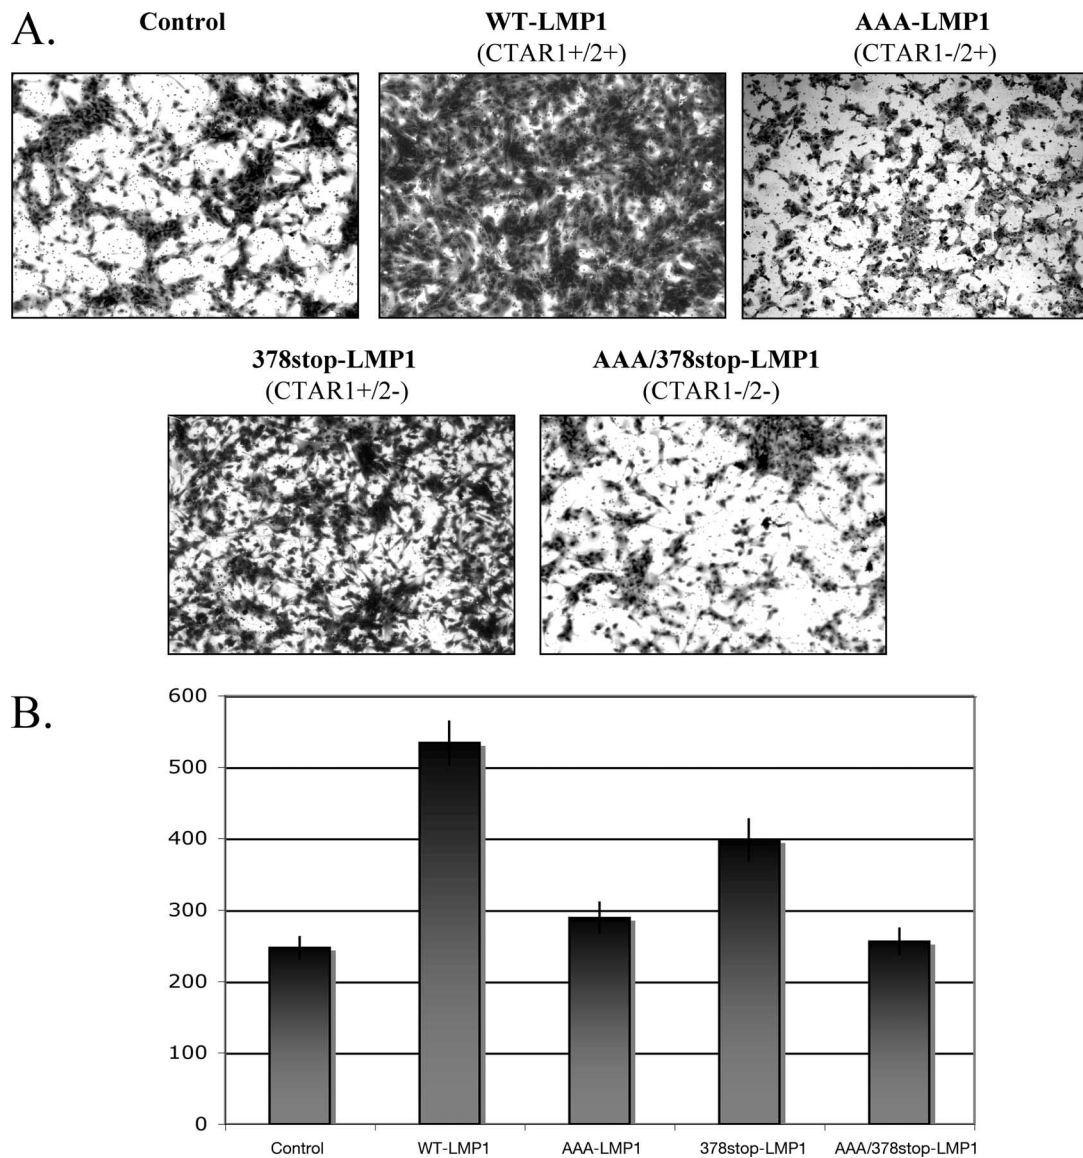 A.
Control
WT-LMP1
(CTAR1+/2+)
AAA-LMP1
(CTAR1-/2+)
378stop-LMP1
(CTAR1+/2-)
AAA/378stop-LMP1
(CTAR1-/2-)
B.
600
500
400
300
200
100
0
Control
WT-LMP1
AAA-LMP1
378stop-LMP1
AAA/378stop-LMP1